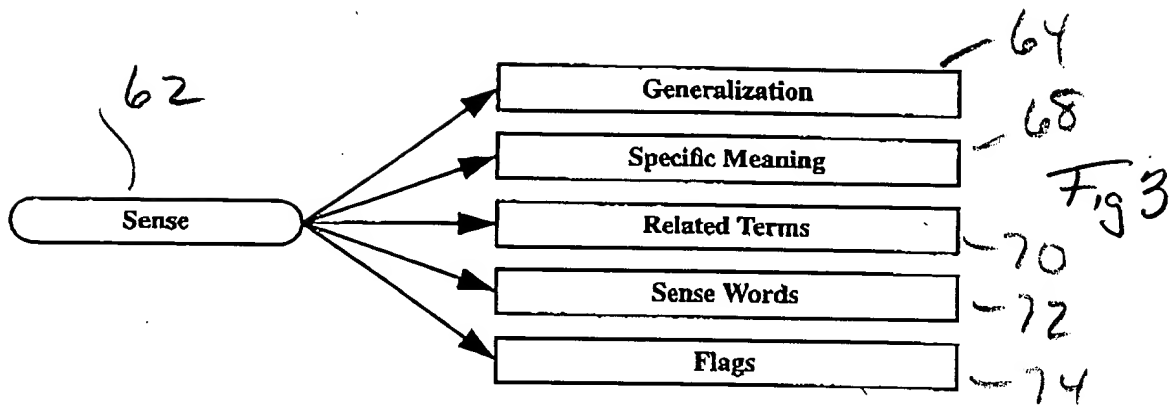 64
Generalization
62
68
Specific Meaning
Fig 3
Sense
Related Terms
70
Sense Words
72
Flags
74